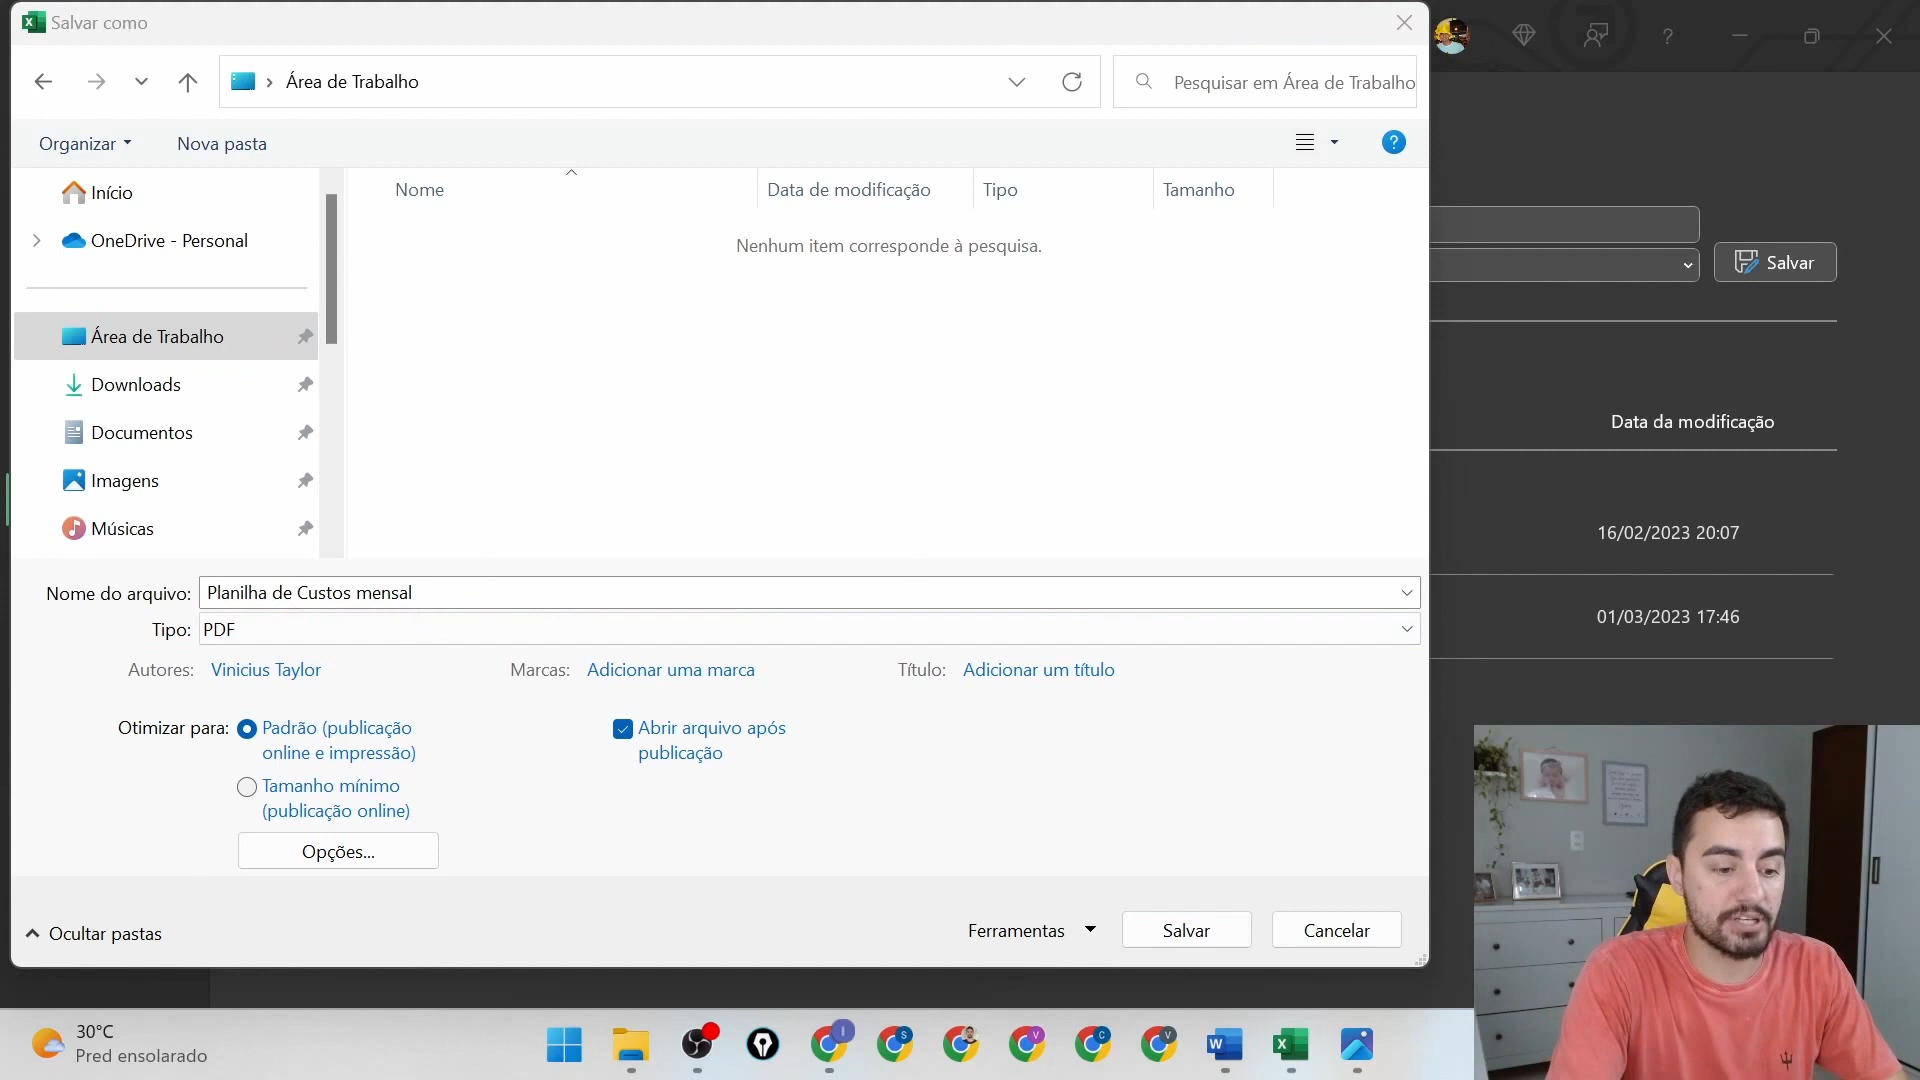 Salvar como
Área de Trabalho
Pesquisar em Área de Trabalho
?
Organizar
Nova pasta
?
Início
OneDrive - Personal
Área de Trabalho
Downloads
Documentos
Imagens
Músicas
Nome
Data de modificação
Tipo
Tamanho
Nenhum item corresponde à pesquisa.
Salvar
Data da modificação
16/02/2023 20:07
01/03/2023 17:46
Nome do arquivo: Planilha de Custos mensal
Tipo: PDF
Autores: Vinicius Taylor
Marcas: Adicionar uma marca
Título: Adicionar um título
Otimizar para:
Padrão (publicação
online e impressão)
Tamanho mínimo
(publicação online)
Abrir arquivo após
publicação
Opções...
Ocultar pastas
Ferramentas
Salvar
Cancelar
30°C
Pred ensolarado
I
S
V
C
V
W
X